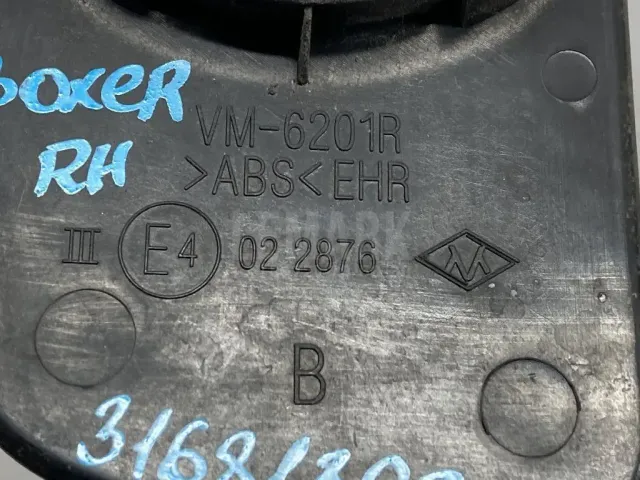 BOXER
RH
VM-6201R
>ABS< EHR
III E4 02 2876
B